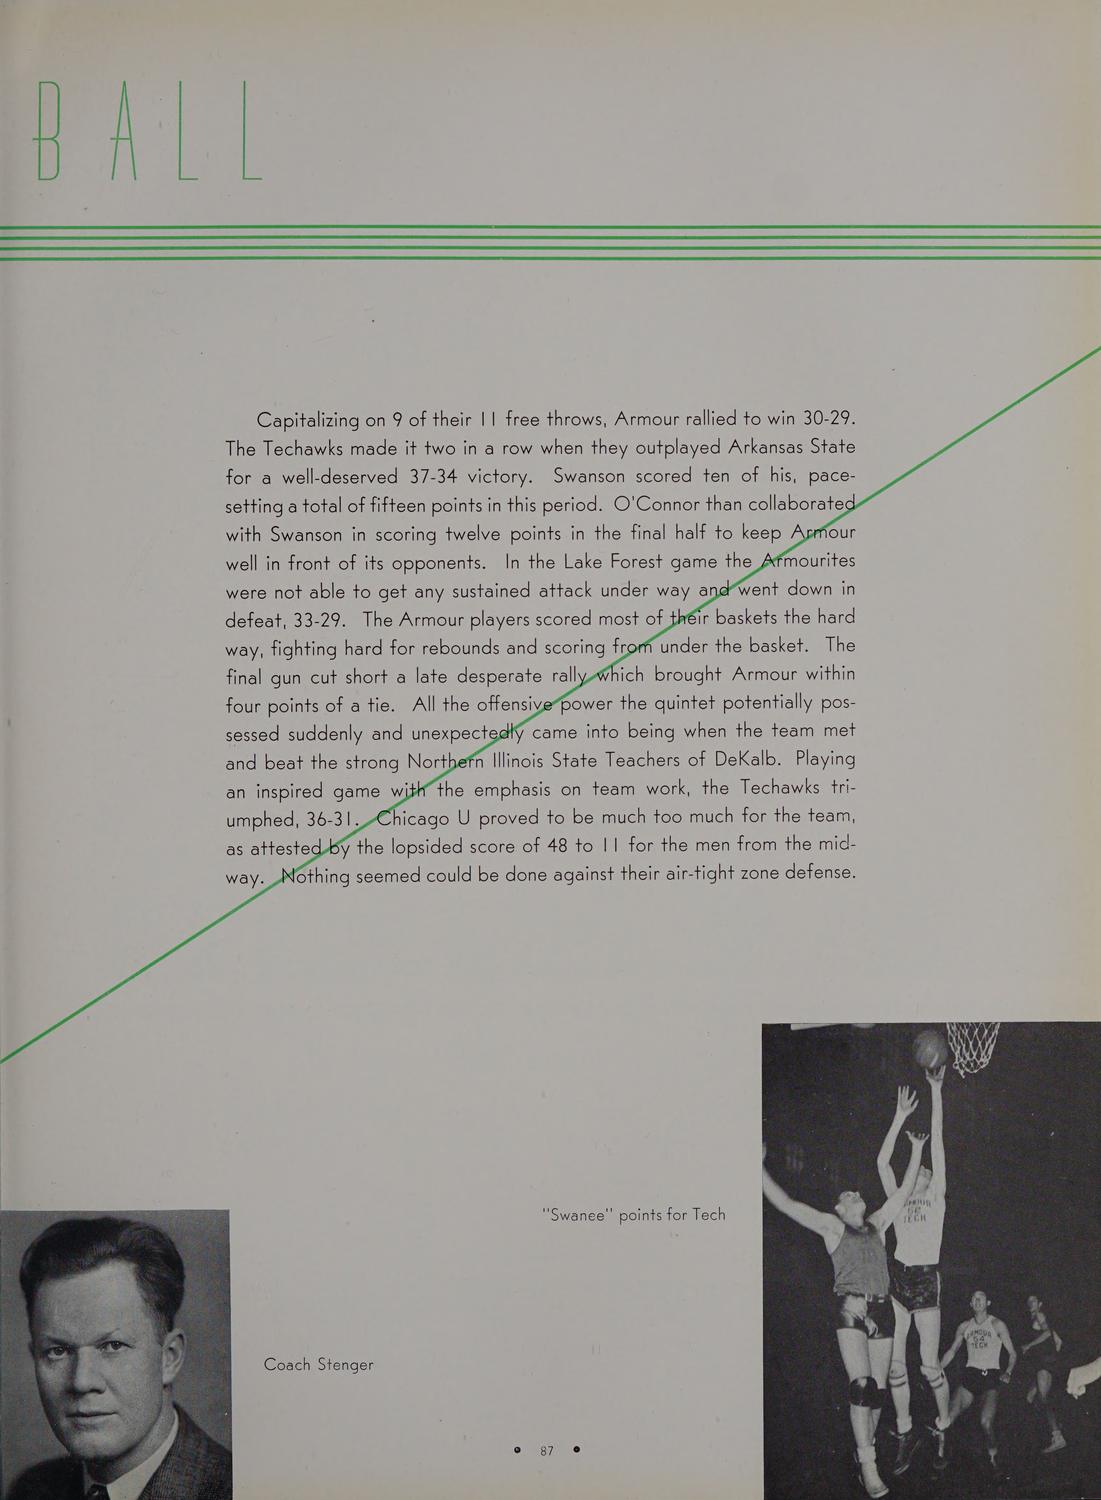 BALL
Capitalizing on 9 of their 11 free throws, Armour rallied to win 30-29.
The Techawks made it two in a row when they outplayed Arkansas State
for a well-deserved 37-34 victory. Swanson scored ten of his, pace-
setting a total of fifteen points in this period. O'Connor than collaborated
with Swanson in scoring twelve points in the final half to keep Armour
well in front of its opponents. In the Lake Forest game the Armourites
were not able to get any sustained attack under way and went down in
defeat, 33-29. The Armour players scored most of their baskets the hard
way, fighting hard for rebounds and scoring from under the basket. The
final gun cut short a late desperate rally which brought Armour within
four points of a tie. All the offensive power the quintet potentially pos-
sessed suddenly and unexpectedly came into being when the team met
and beat the strong Northern Illinois State Teachers of DeKalb. Playing
an inspired game with the emphasis on team work, the Techawks tri-
umphed, 36-31. Chicago U proved to be much too much for the team,
as attested by the lopsided score of 48 to 11 for the men from the mid-
way. Nothing seemed could be done against their air-tight zone defense.
"Swanee" points for Tech
ARMOUR
TECH
ARMOUR
54
TECH
Coach Stenger
• 87 •